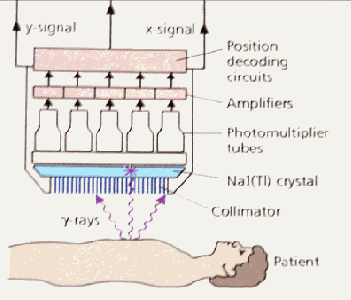 y-signal
x-signal
Position
decoding
circuits
Amplifiers
Photomultiplier
tubes
NaI(Tl) crystal
Collimator
γ-rays
Patient